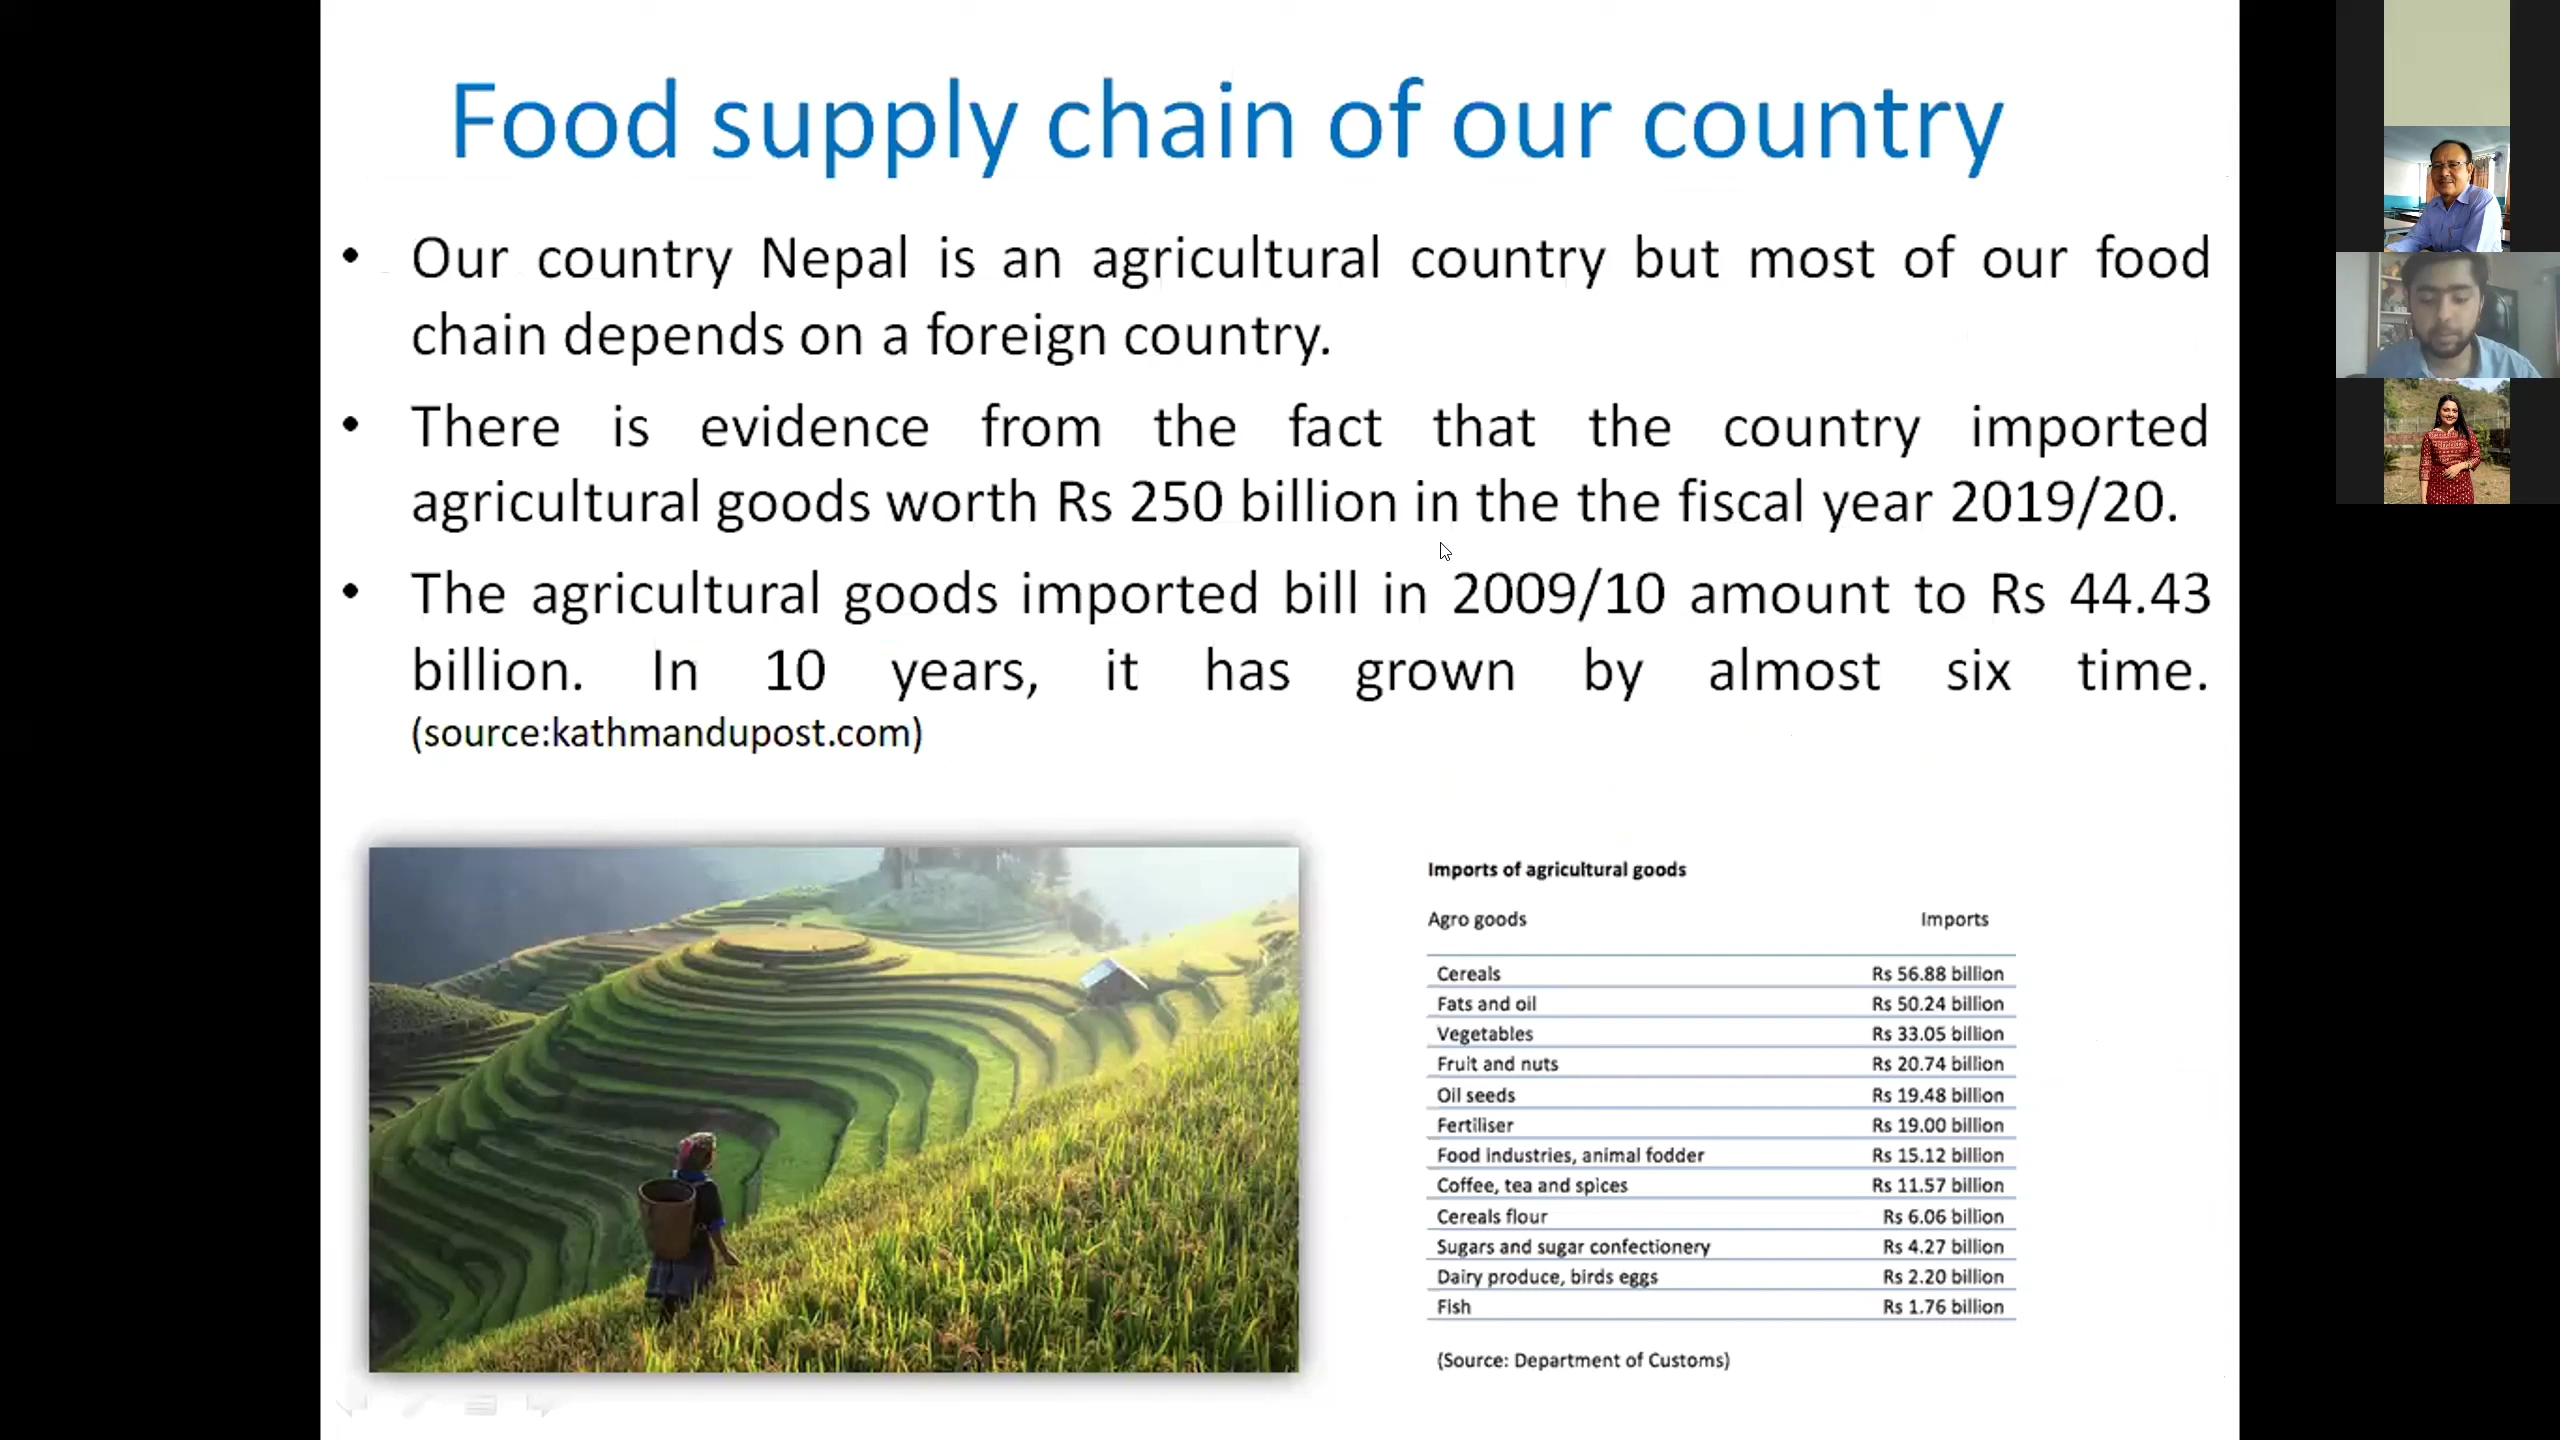 Food supply chain of our country
• Our country Nepal is an agricultural country but most of our food
chain depends on a foreign country.
• There is evidence from the fact that the country imported
agricultural goods worth Rs 250 billion in the the fiscal year 2019/20.
• The agricultural goods imported bill in 2009/10 amount to Rs 44.43
billion. In 10 years, it has grown by almost six time.
(source:kathmandupost.com)
Imports of agricultural goods
Agro goods Imports
Cereals Rs 56.88 billion
Fats and oil Rs 50.24 billion
Vegetables Rs 33.05 billion
Fruit and nuts Rs 20.74 billion
Oil seeds Rs 19.48 billion
Fertiliser Rs 19.00 billion
Food industries, animal fodder Rs 15.12 billion
Coffee, tea and spices Rs 11.57 billion
Cereals flour Rs 6.06 billion
Sugars and sugar confectionery Rs 4.27 billion
Dairy produce, birds eggs Rs 2.20 billion
Fish Rs 1.76 billion
(Source: Department of Customs)